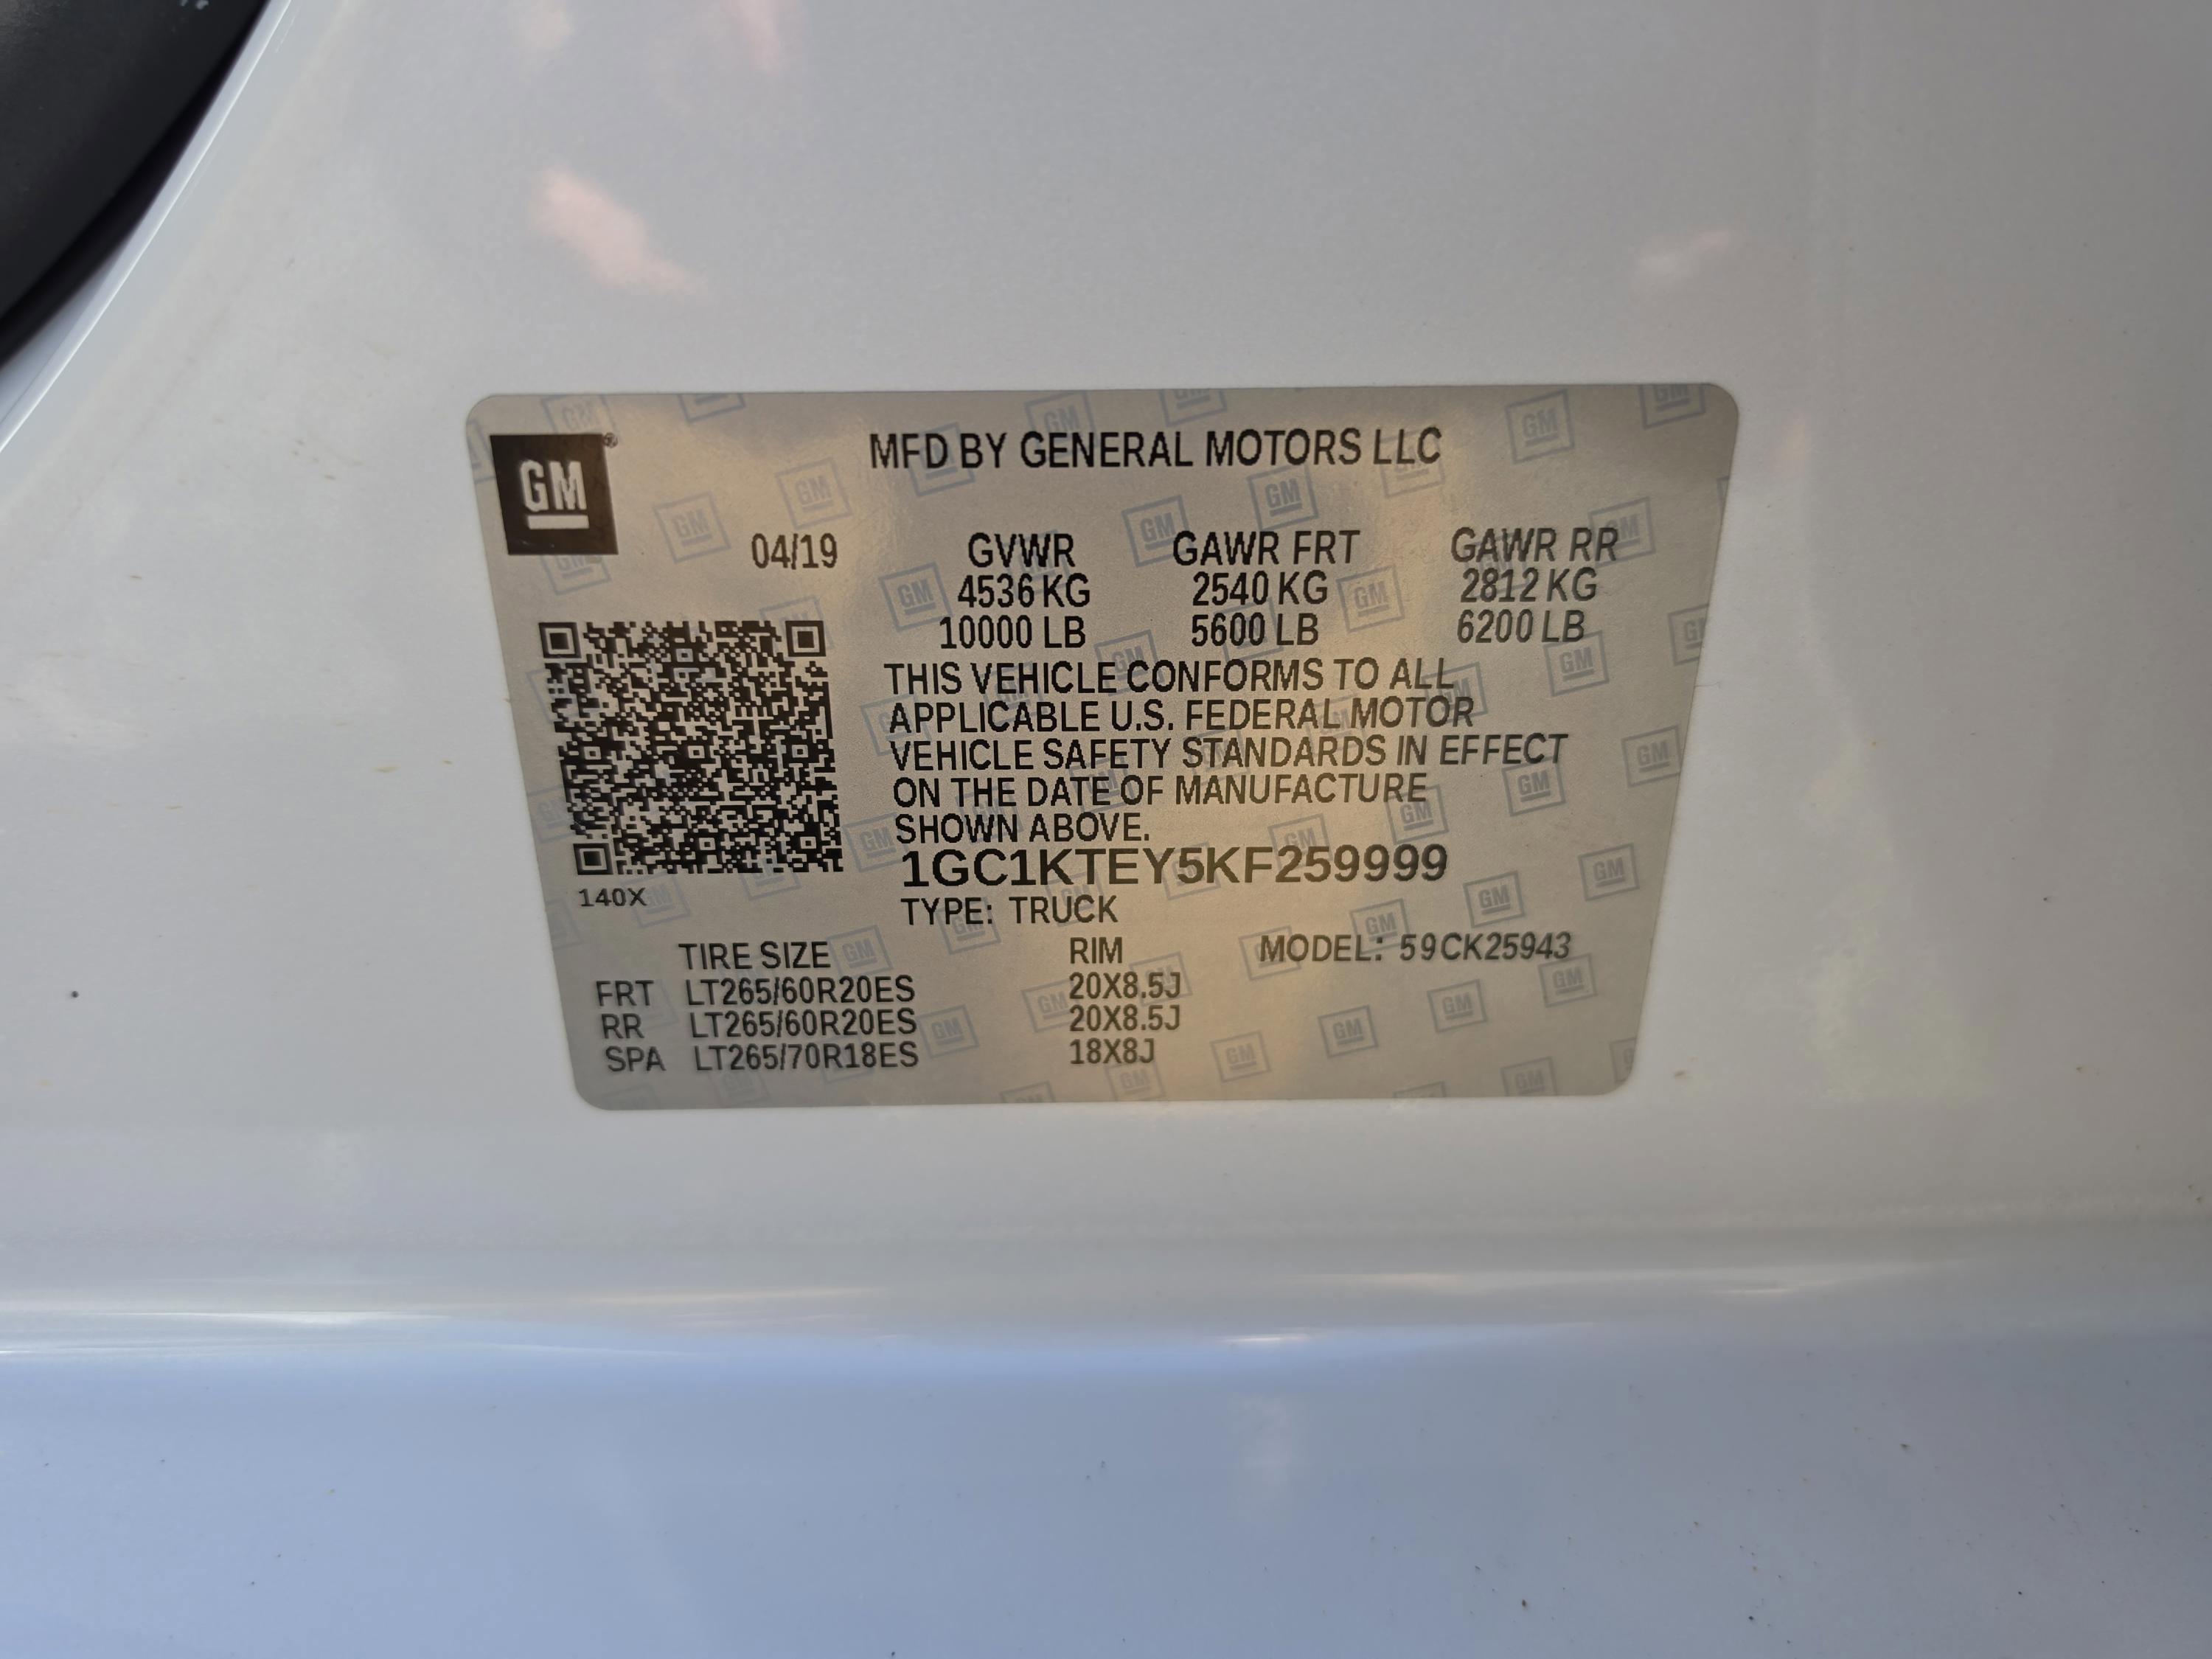 GM
MFD BY GENERAL MOTORS LLC
04/19 GVWR GAWR FRT GAWR RR
4536 KG 2540 KG 2812 KG
10000 LB 5600 LB 6200 LB
THIS VEHICLE CONFORMS TO ALL
APPLICABLE U.S. FEDERAL MOTOR
VEHICLE SAFETY STANDARDS IN EFFECT
ON THE DATE OF MANUFACTURE
SHOWN ABOVE.
1GC1KTEY5KF259999
140X
TYPE: TRUCK
TIRE SIZE RIM MODEL: 59CK25943
FRT LT265/60R20ES 20X8.5J
RR LT265/60R20ES 20X8.5J
SPA LT265/70R18ES 18X8J